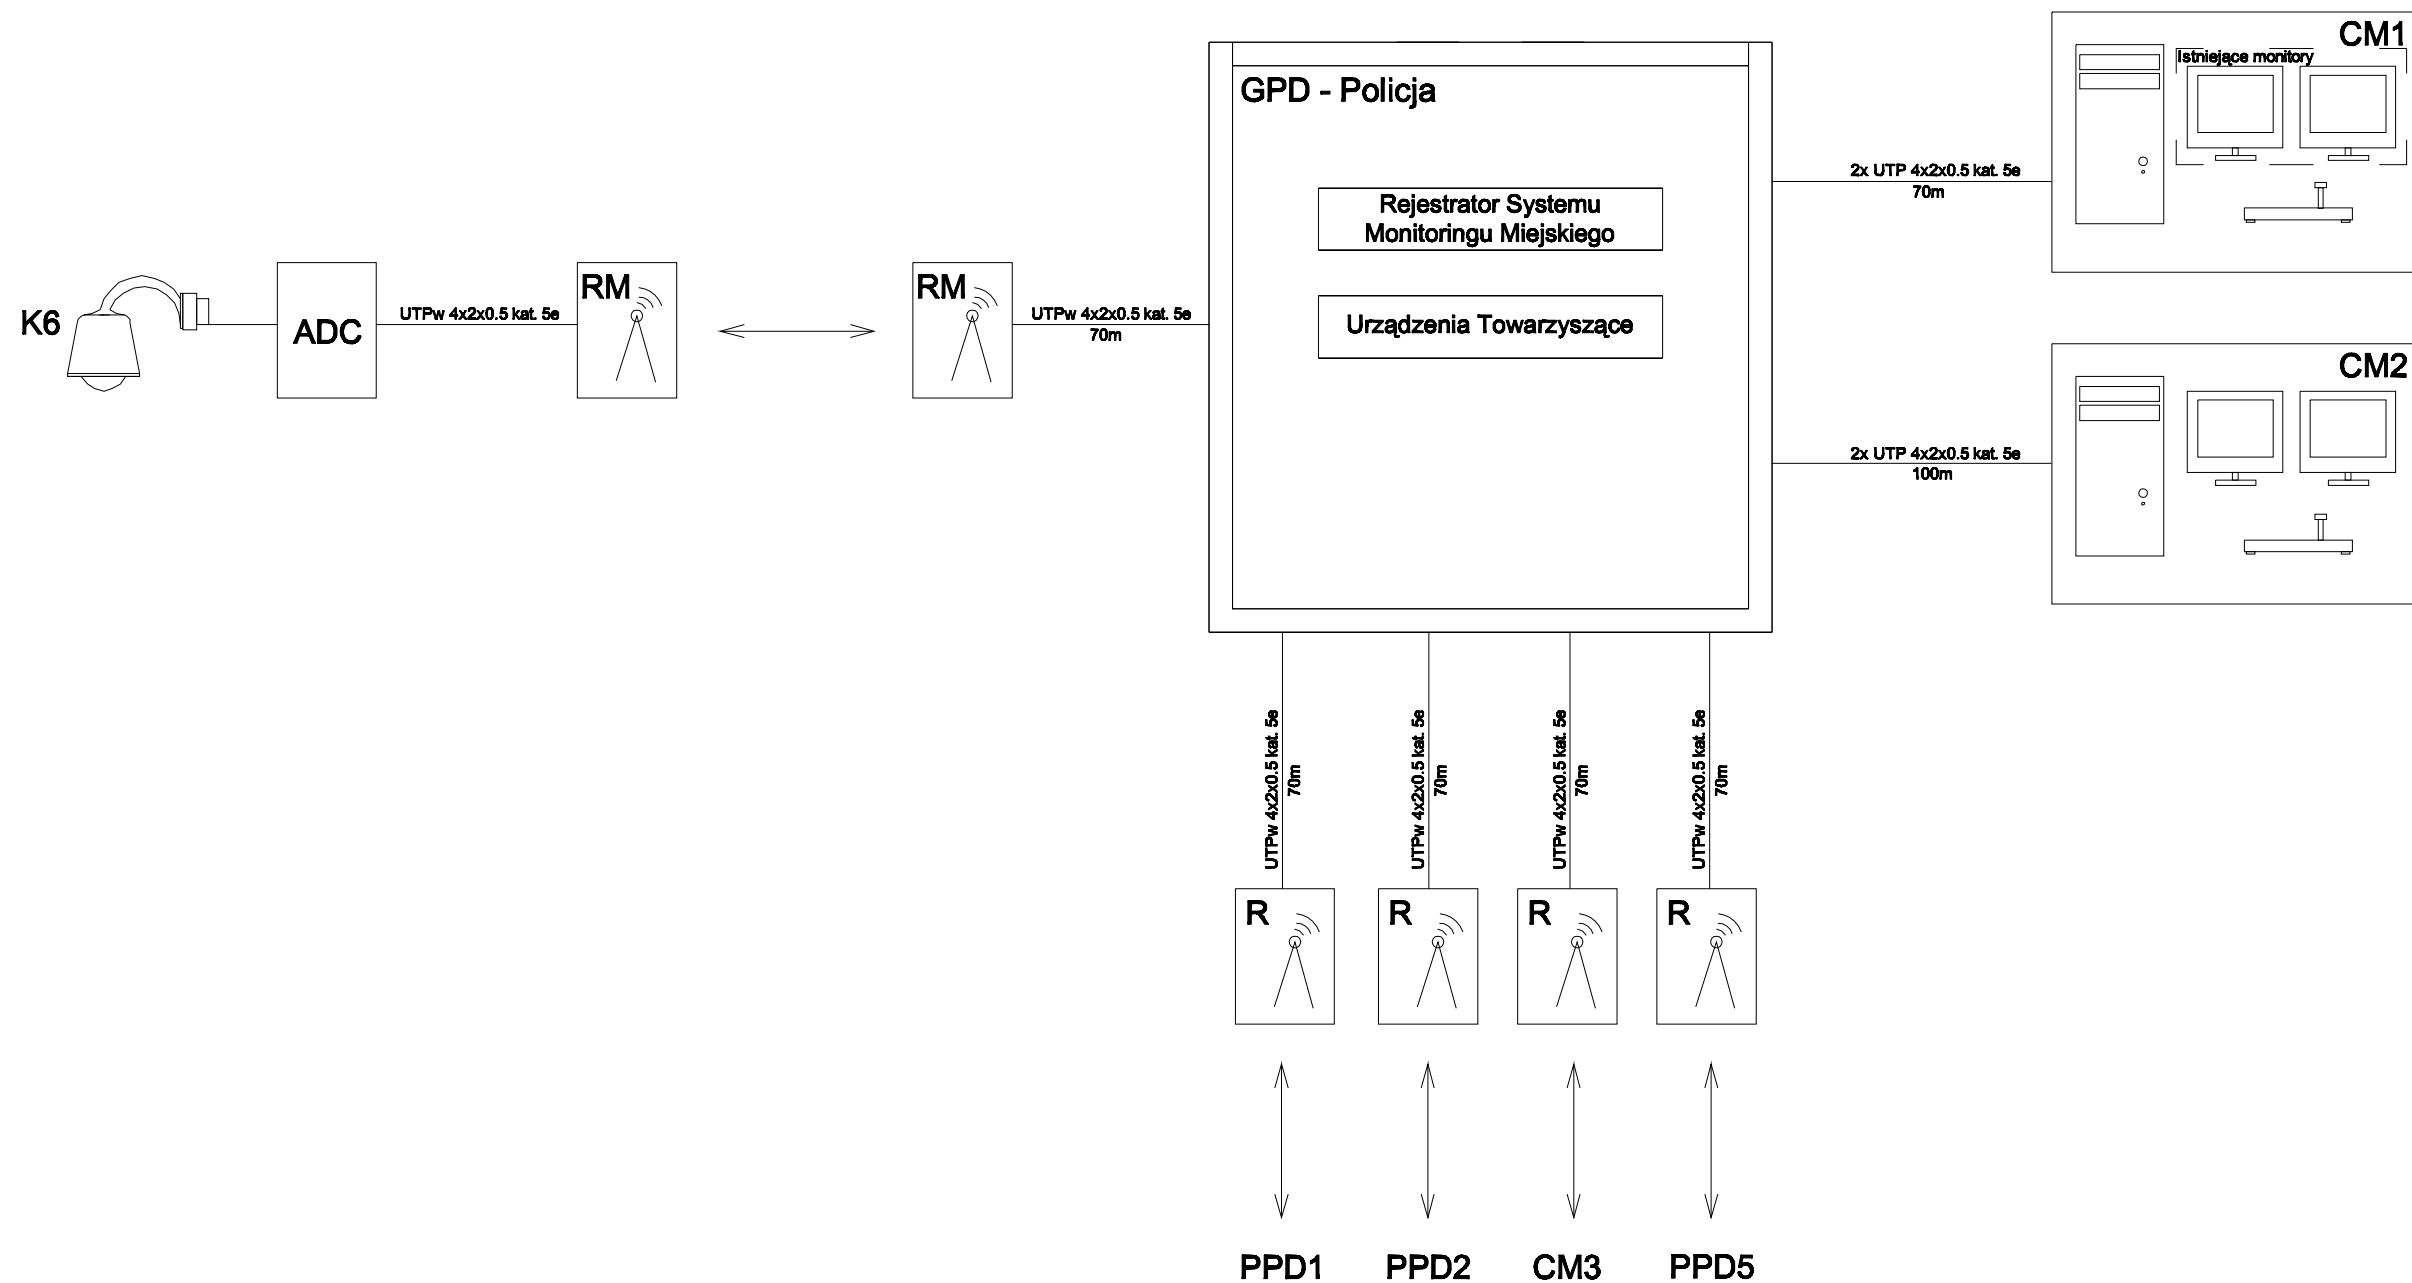 CM1
Istniejące monitory
GPD - Policja
2x UTP 4x2x0.5 kat. 5e
70m
Rejestrator Systemu
Monitoringu Miejskiego
K6
ADC
UTPw 4x2x0.5 kat. 5e
RM
RM
UTPw 4x2x0.5 kat. 5e
70m
Urządzenia Towarzyszące
CM2
2x UTP 4x2x0.5 kat. 5e
100m
UTPw 4x2x0.5 kat. 5e
70m
UTPw 4x2x0.5 kat. 5e
70m
UTPw 4x2x0.5 kat. 5e
70m
UTPw 4x2x0.5 kat. 5e
70m
R
R
R
R
PPD1
PPD2
CM3
PPD5